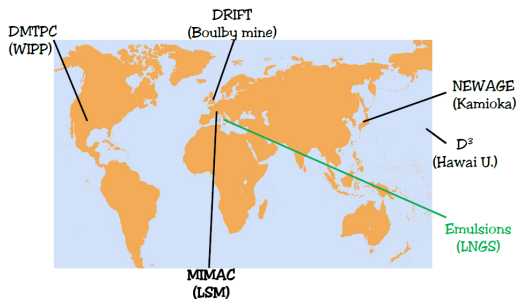 DRIFT
(Boulby mine)
DMTPC
(WIPP)
NEWAGE
(Kamioka)
D³
(Hawai U.)
Emulsions
(LNGS)
MIMAC
(LSM)